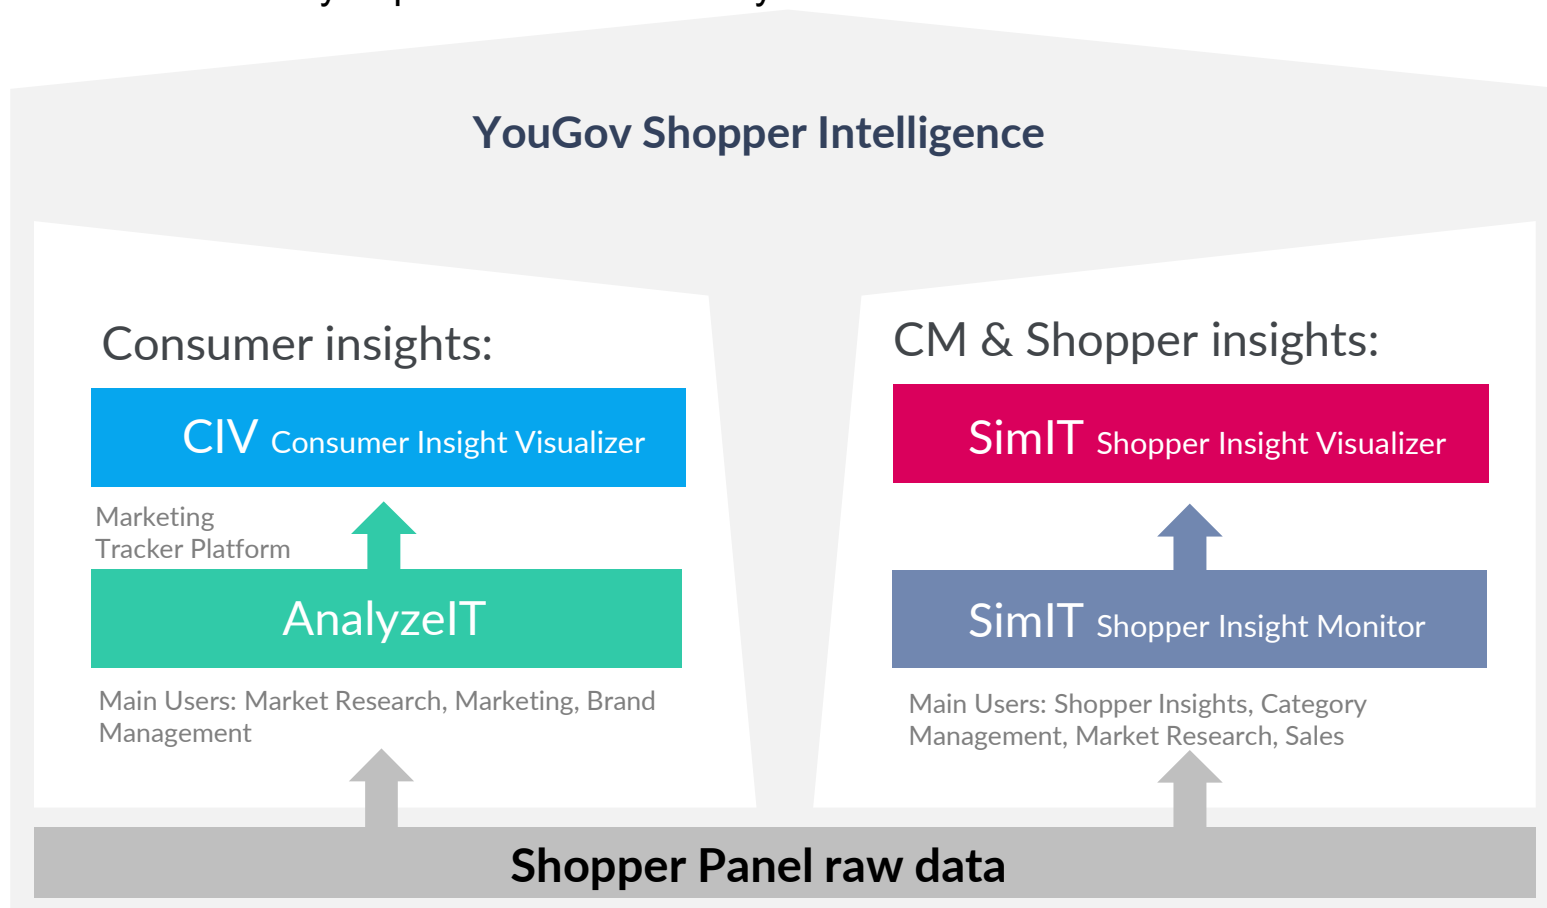 YouGov Shopper Intelligence
Consumer insights:
CIV Consumer Insight Visualizer
Marketing
Tracker Platform
AnalyzeIT
Main Users: Market Research, Marketing, Brand
Management
CM & Shopper insights:
SimIT Shopper Insight Visualizer
SimIT Shopper Insight Monitor
Main Users: Shopper Insights, Category
Management, Market Research, Sales
Shopper Panel raw data